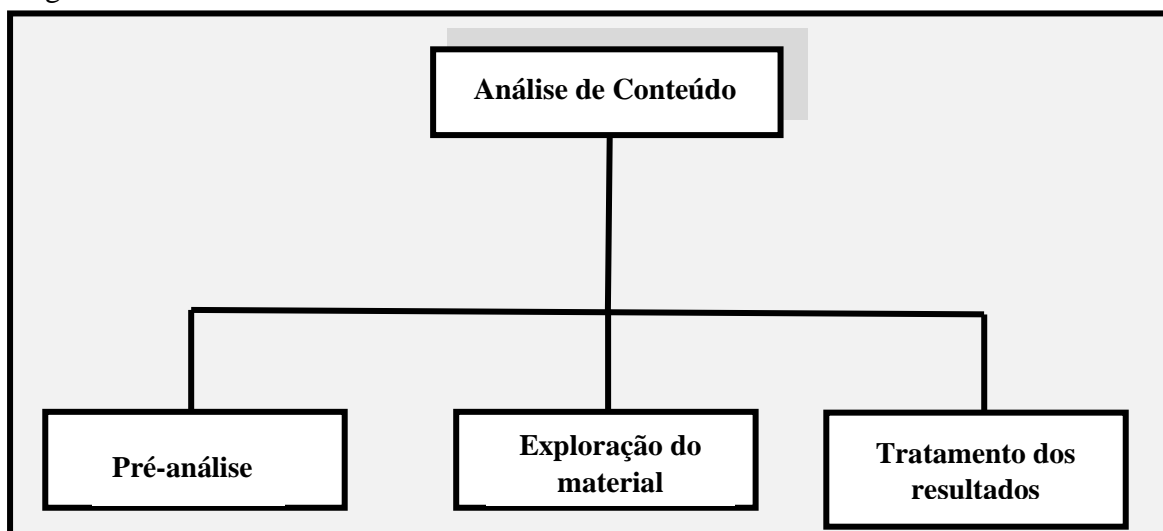 Análise de Conteúdo
Pré-análise
Exploração do
material
Tratamento dos
resultados